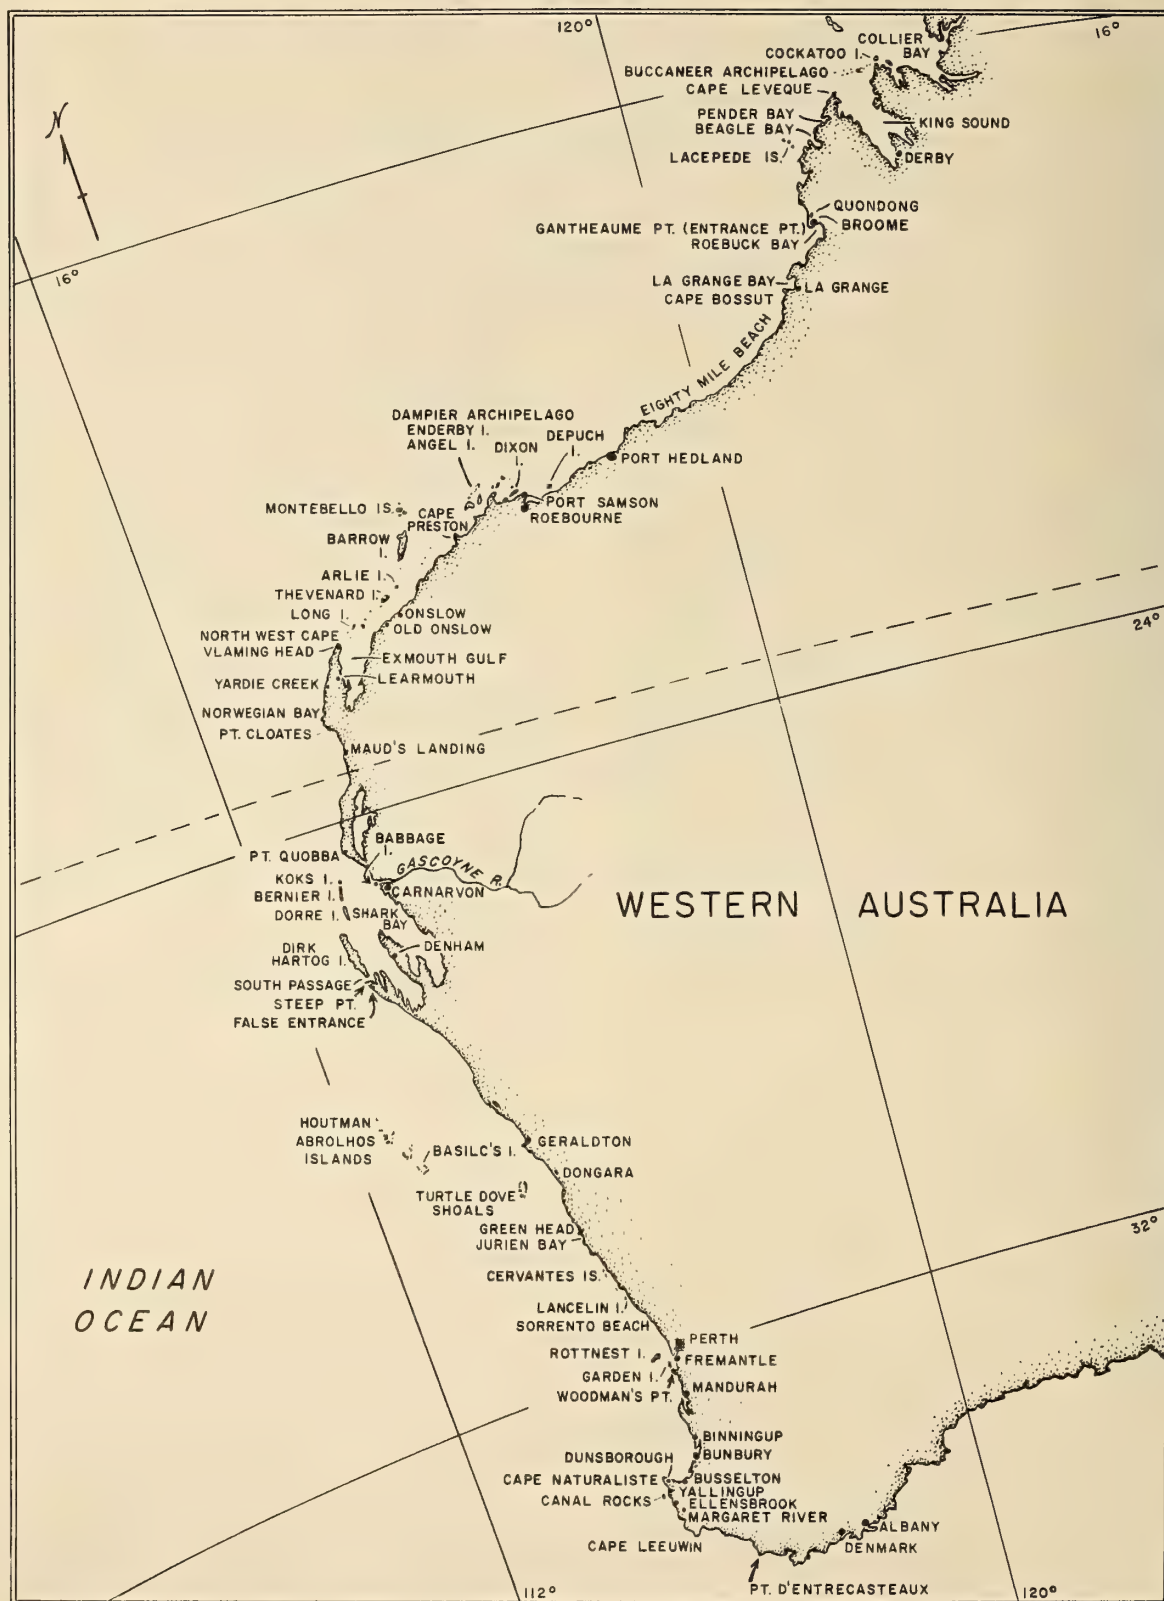 120°
16°
COLLIER
BAY
COCKATOO I.
BUCCANEER ARCHIPELAGO
CAPE LEVEQUE
N
PENDER BAY
BEAGLE BAY
KING SOUND
LACEPEDE IS.
DERBY
QUONDONG
GANTHEAUME PT. (ENTRANCE PT.)
BROOME
ROEBUCK BAY
16°
LA GRANGE BAY
LA GRANGE
CAPE BOSSUT
EIGHTY MILE BEACH
DAMPIER ARCHIPELAGO
ENDERBY I.
ANGEL I.
DIXON
I.
DEPUCH
I.
PORT HEDLAND
MONTEBELLO IS.
CAPE
PRESTON
PORT SAMSON
ROEBOURNE
BARROW
I.
ARLIE I.
THEVENARD I.
LONG I.
ONSLOW
OLD ONSLOW
24°
NORTH WEST CAPE
VLAMING HEAD
EXMOUTH GULF
LEARMOUTH
YARDIE CREEK
NORWEGIAN BAY
PT. CLOATES
MAUD'S LANDING
BABBAGE
I.
PT. QUOBBA
GASCOYNE R.
KOKS I.
BERNIER I.
CARNARVON
DORRE I.
SHARK
BAY
WESTERN AUSTRALIA
DENHAM
DIRK
HARTOG I.
SOUTH PASSAGE
STEEP PT.
FALSE ENTRANCE
HOUTMAN
ABROLHOS
ISLANDS
BASILC'S I.
GERALDTON
DONGARA
TURTLE DOVE
SHOALS
GREEN HEAD
JURIEN BAY
32°
INDIAN
OCEAN
CERVANTES IS.
LANCELIN I.
SORRENTO BEACH
PERTH
ROTTNEST I.
FREMANTLE
GARDEN I.
WOODMAN'S PT.
MANDURAH
BINNINGUP
DUNSBOROUGH
BUNBURY
CAPE NATURALISTE
BUSSELTON
YALLINGUP
CANAL ROCKS
ELLENSBROOK
MARGARET RIVER
ALBANY
CAPE LEEUWIN
DENMARK
PT. D'ENTRECASTEAUX
112°
120°